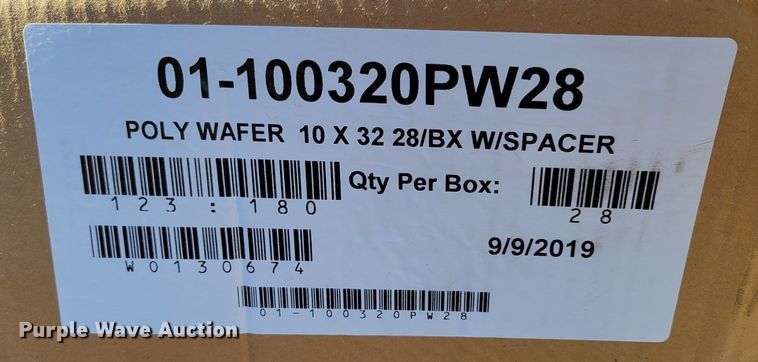 01-100320PW28
POLY WAFER 10 X 32 28/BX W/SPACER
Qty Per Box:
123:180
28
W0130674
9/9/2019
01-100320PW28
Purple Wave Auction